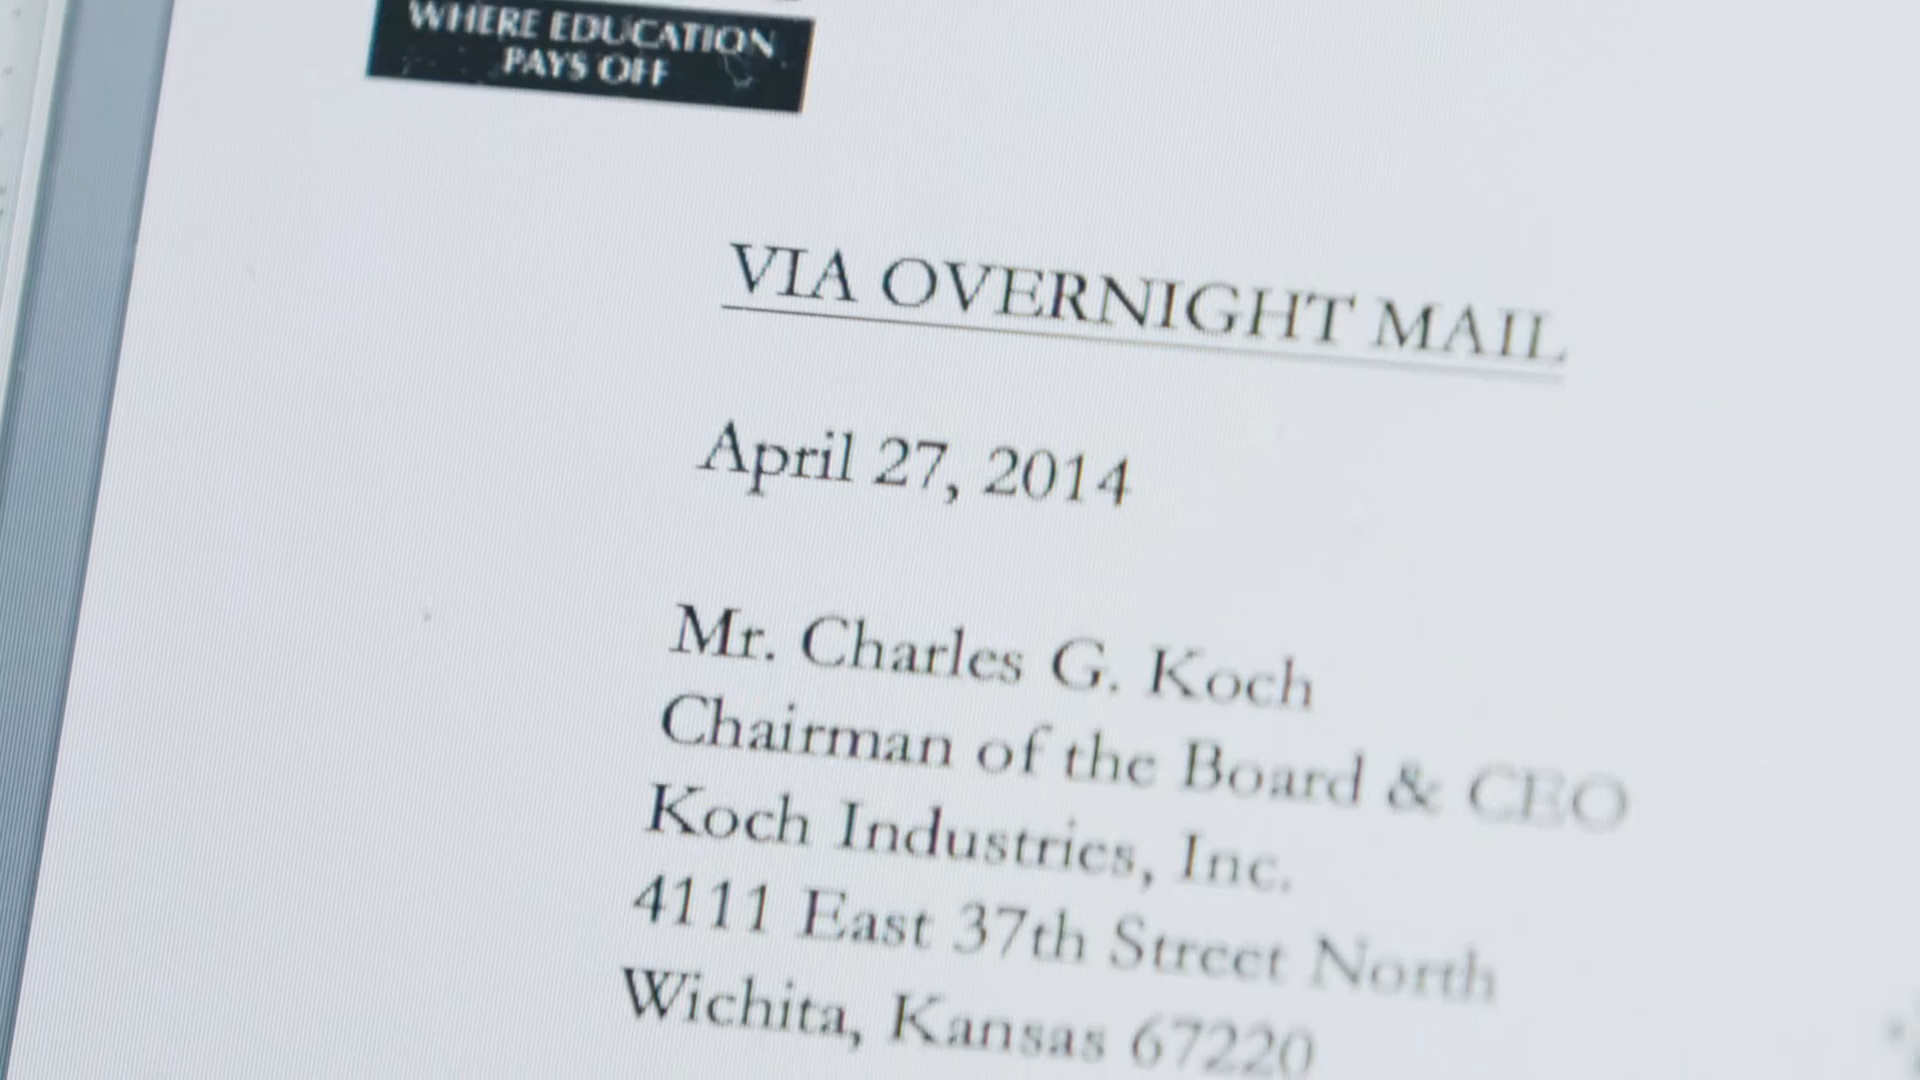 WHERE EDUCATION
PAYS OFF
VIA OVERNIGHT MAIL
April 27, 2014
Mr. Charles G. Koch
Chairman of the Board & CEO
Koch Industries, Inc.
4111 East 37th Street North
Wichita, Kansas 67220